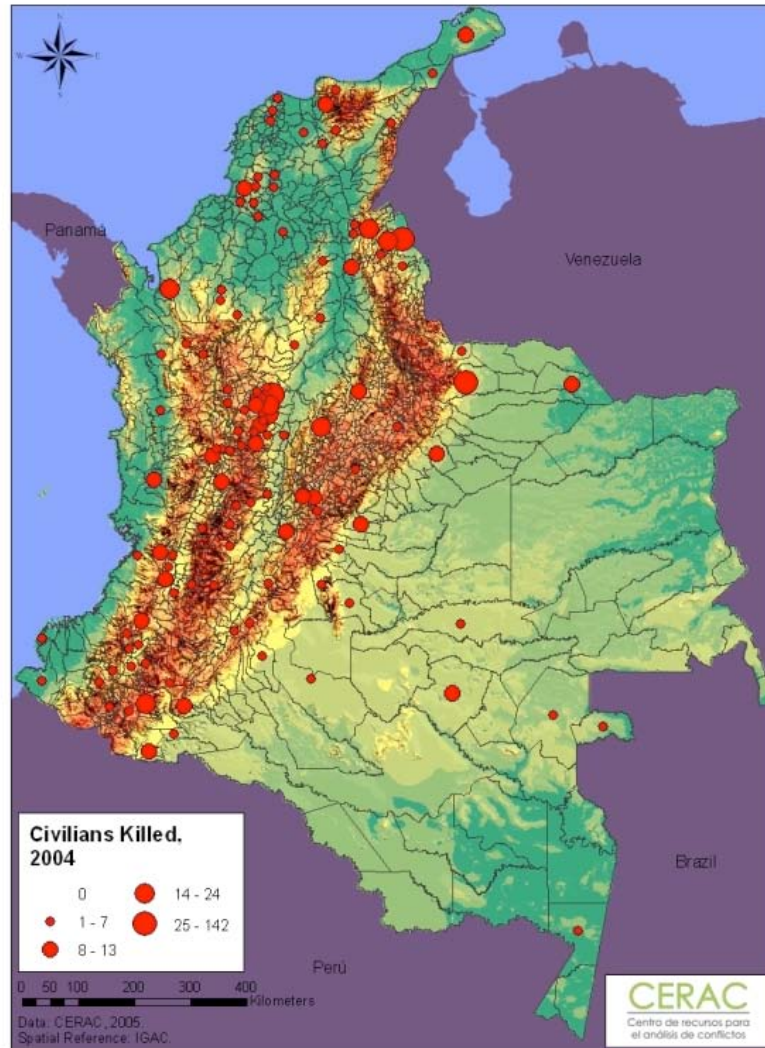 N
W
E
S
Panamá
Venezuela
Civilians Killed,
2004
0
14 - 24
1 - 7
25 - 142
8 - 13
Brazil
Perú
0 50 100 200 300 400
Kilometers
Data: CERAC, 2005.
Spatial Reference: IGAC.
CERAC
Centro de recursos para
el análisis de conflictos